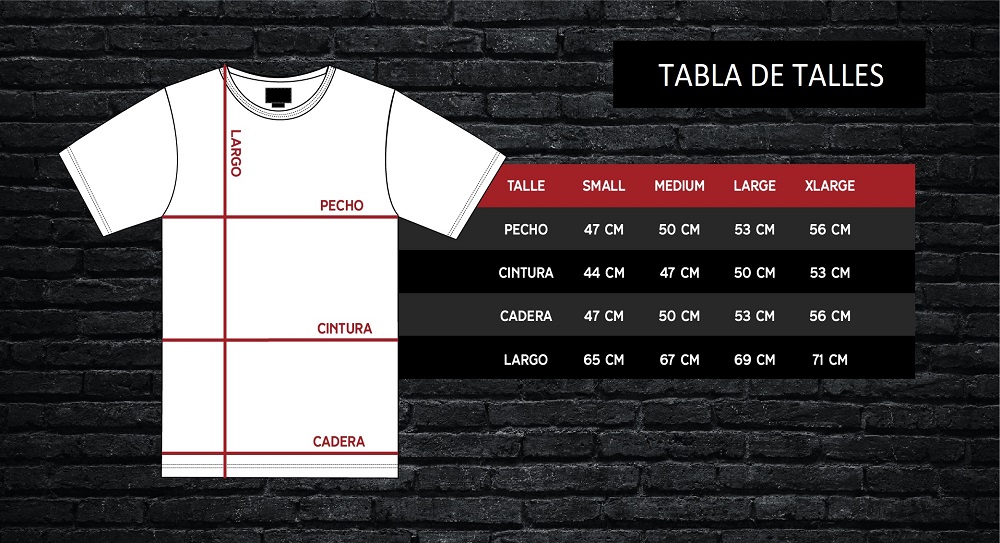 TABLA DE TALLES
LARGO
PECHO
CINTURA
CADERA
TALLE SMALL MEDIUM LARGE XLARGE
PECHO 47 CM 50 CM 53 CM 56 CM
CINTURA 44 CM 47 CM 50 CM 53 CM
CADERA 47 CM 50 CM 53 CM 56 CM
LARGO 65 CM 67 CM 69 CM 71 CM